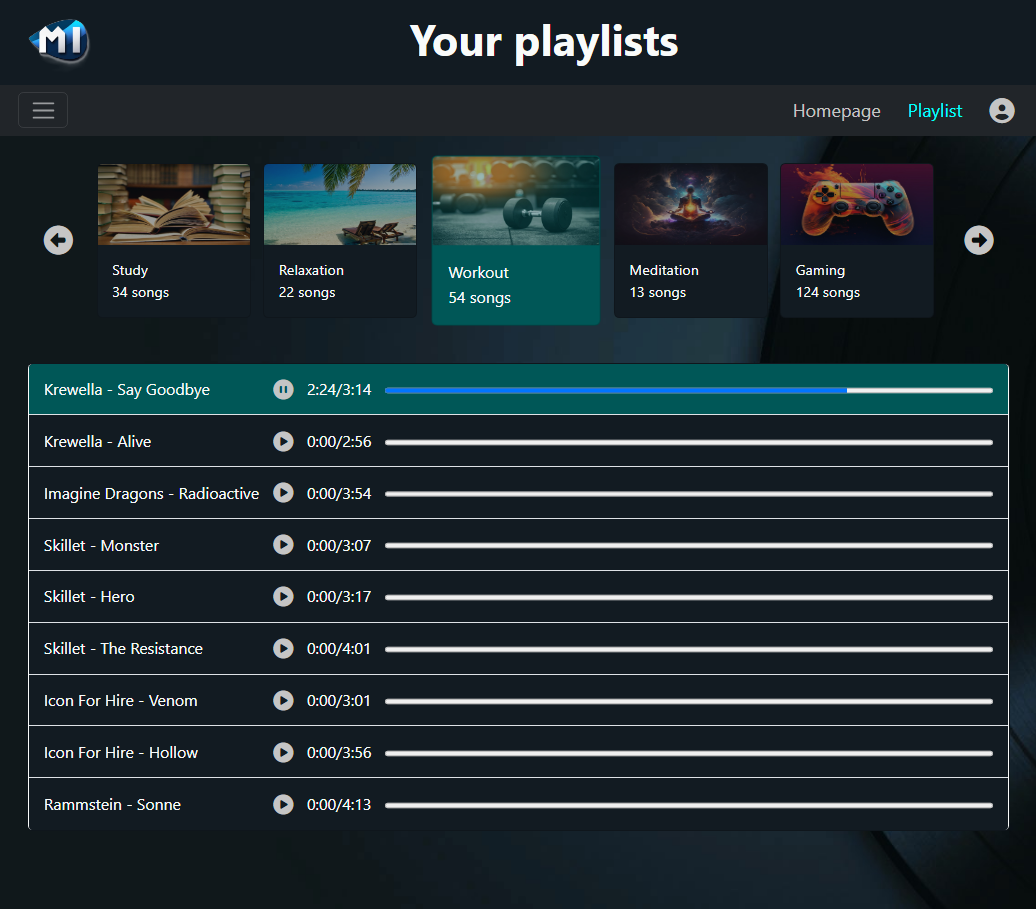 MI
Your playlists
Homepage
Playlist
Study
34 songs
Relaxation
22 songs
Workout
54 songs
Meditation
13 songs
Gaming
124 songs
Krewella - Say Goodbye 2:24/3:14
Krewella - Alive 0:00/2:56
Imagine Dragons - Radioactive 0:00/3:54
Skillet - Monster 0:00/3:07
Skillet - Hero 0:00/3:17
Skillet - The Resistance 0:00/4:01
Icon For Hire - Venom 0:00/3:01
Icon For Hire - Hollow 0:00/3:56
Rammstein - Sonne 0:00/4:13